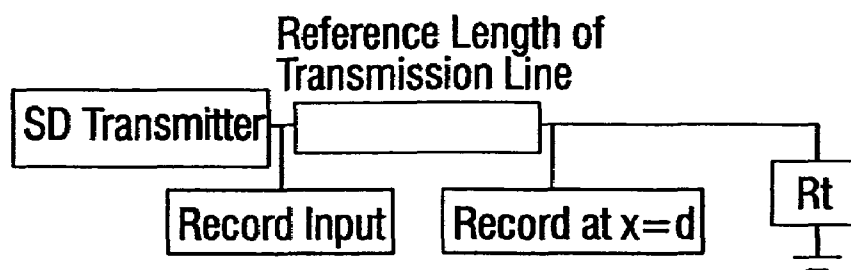 Reference Length of
Transmission Line
SD Transmitter
Record Input
Record at x=d
Rt